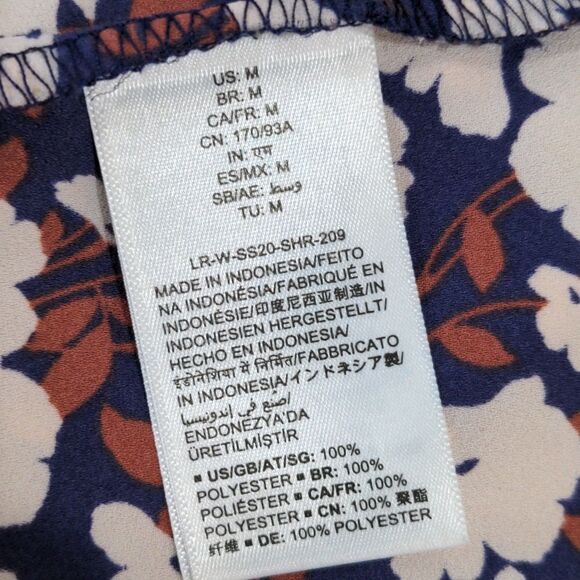 US: M
BR: M
CA/FR: M
CN: 170/93A
IN: एम
ES/MX: M
SB/AE: وسط
TU: M
LR-W-SS20-SHR-209
MADE IN INDONESIA/FEITO
NA INDONÉSIA/FABRIQUÉ EN
INDONÉSIE/印度尼西亚制造/IN
INDONESIEN HERGESTELLT/
HECHO EN INDONESIA/
इंडोनेशिया में निर्मित/FABBRICATO
IN INDONESIA/インドネシア製/
اصنع في إندونيسيا/
ENDONEZYA'DA
ÜRETİLMİŞTİR
▪ US/GB/AT/SG: 100%
POLYESTER ▪ BR: 100%
POLIÉSTER ▪ CA/FR: 100%
POLYESTER ▪ CN: 100% 聚酯
纤维 ▪ DE: 100% POLYESTER